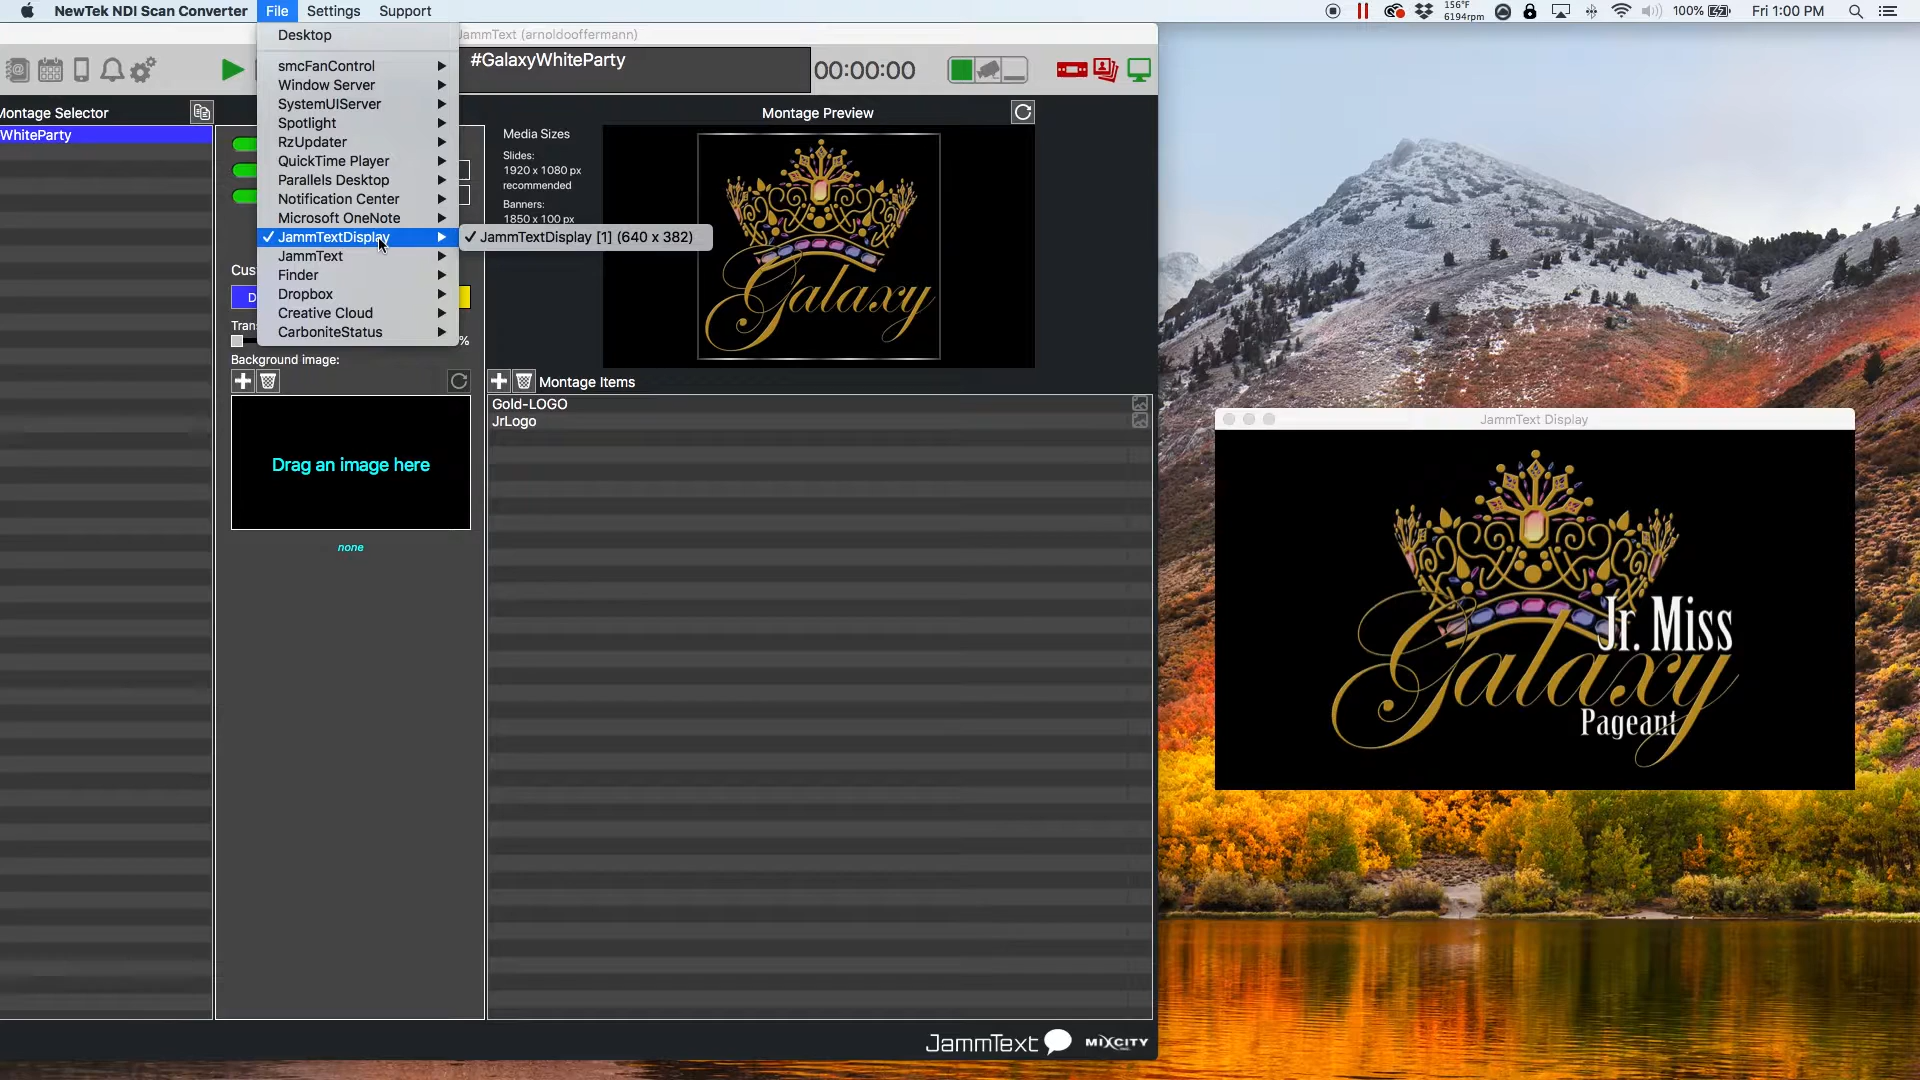 NewTek NDI Scan Converter File Settings Support
156°F
6194rpm
100% Fri 1:00 PM
JammText (arnoldooffermann)
Desktop
smcFanControl
Window Server
SystemUIServer
Spotlight
RzUpdater
QuickTime Player
Parallels Desktop
Notification Center
Microsoft OneNote
JammTextDisplay
JammText
Finder
Dropbox
Creative Cloud
CarboniteStatus
JammTextDisplay [1] (640 x 382)
#GalaxyWhiteParty
00:00:00
Montage Selector
WhiteParty
Cus
D
Trans
%
Background image:
Drag an image here
none
Media Sizes
Slides:
1920 x 1080 px
recommended
Banners:
1850 x 100 px
Montage Preview
Galaxy
Montage Items
Gold-LOGO
JrLogo
JammText MIXCITY
JammText Display
Jr. Miss
Galaxy
Pageant